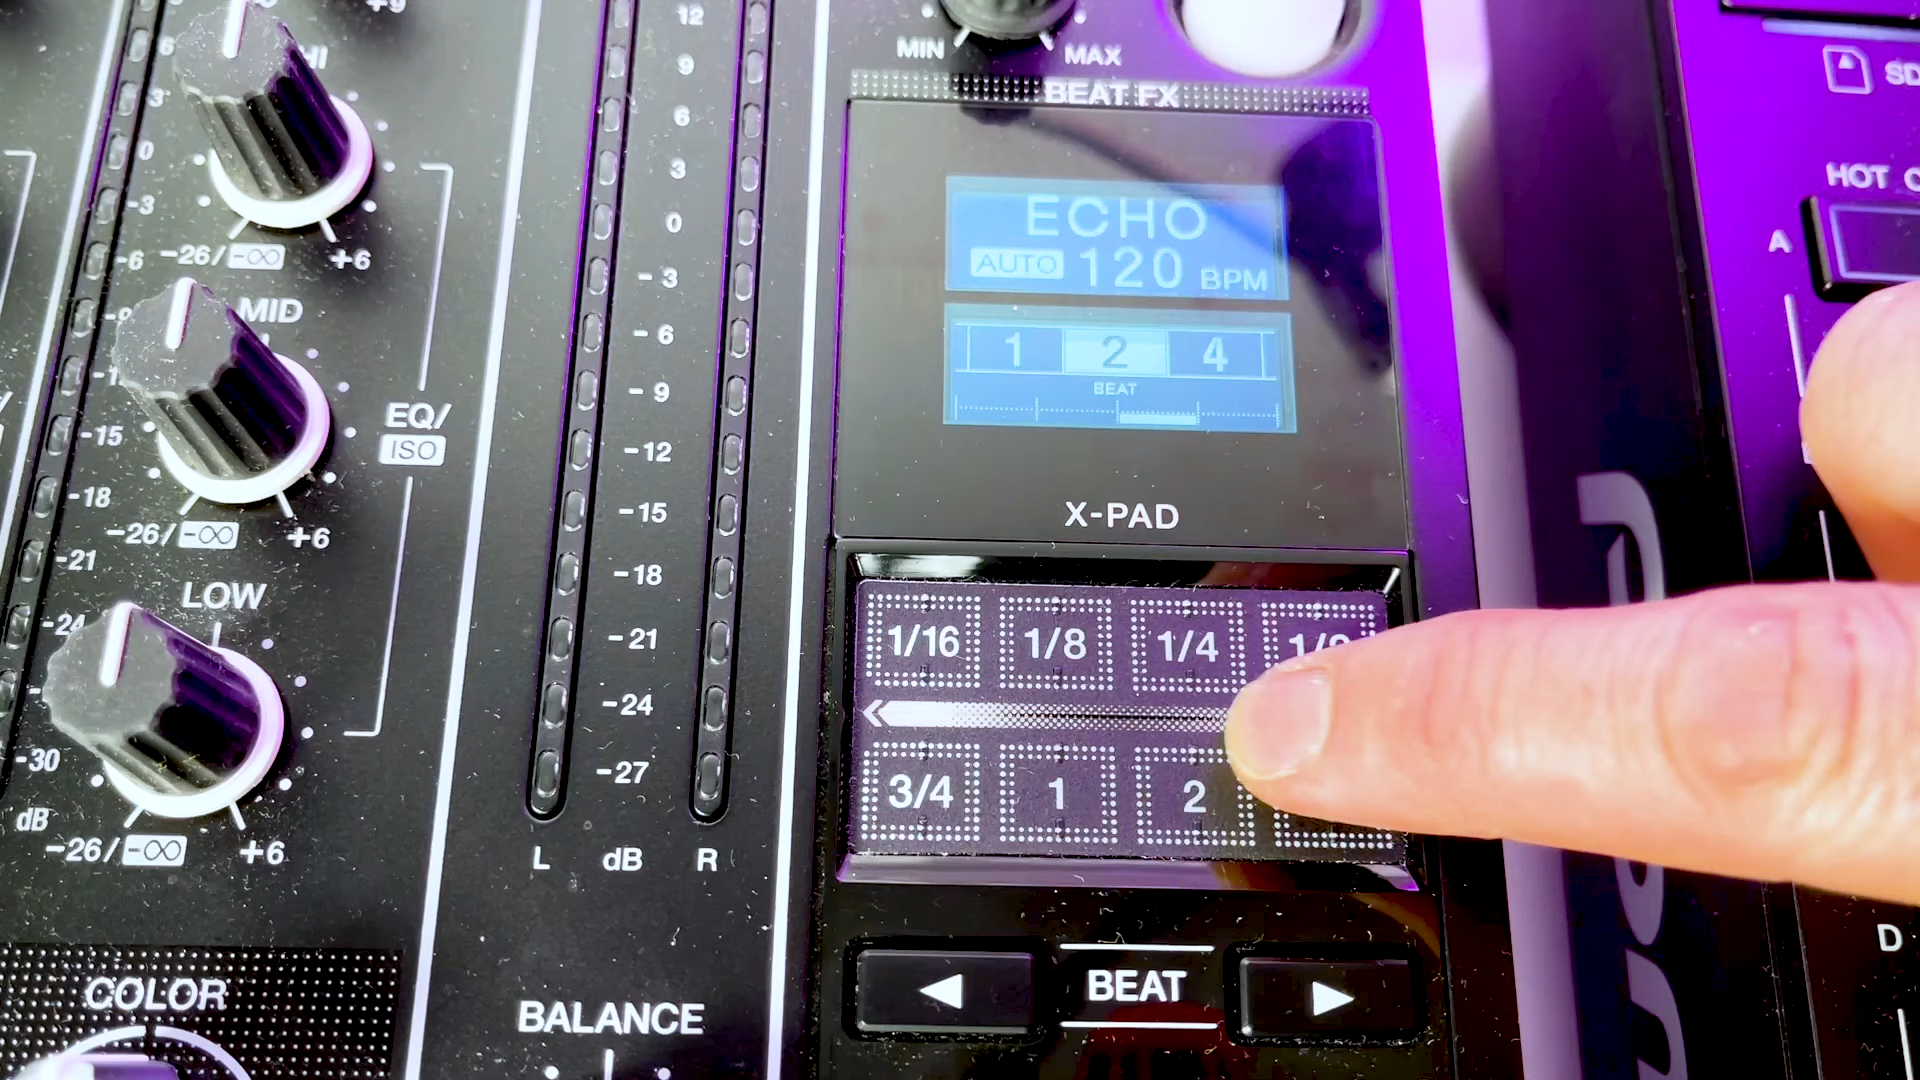 +9
HI
-26/-∞ +6
MID
-26/-∞ +6
LOW
-26/-∞ +6
EQ/
ISO
6
3
0
-3
-6
-15
-18
-21
-24
-30
dB
COLOR
12
9
6
3
0
-3
-6
-9
-12
-15
-18
-21
-24
-27
L dB R
BALANCE
MIN MAX
BEAT FX
ECHO
AUTO 120 BPM
1 2 4
BEAT
X-PAD
1/16 1/8 1/4
3/4 1 2
◀ BEAT ▶
HOT
A
D